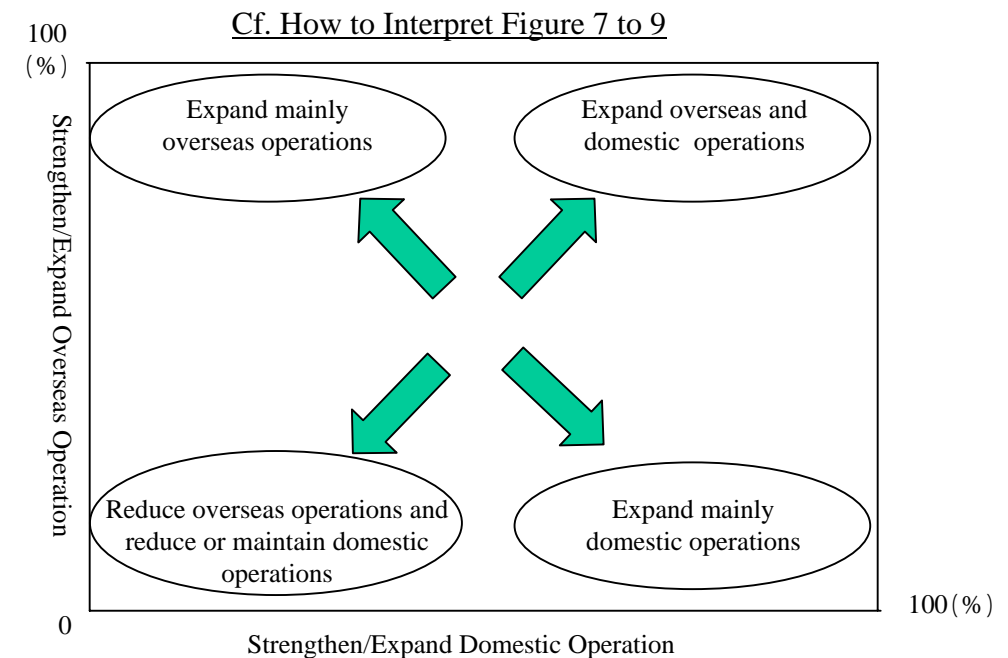 Cf. How to Interpret Figure 7 to 9
100
(%)
Strengthen/Expand Overseas Operation
Expand mainly
overseas operations
Expand overseas and
domestic operations
Reduce overseas operations and
reduce or maintain domestic
operations
Expand mainly
domestic operations
0
100(%)
Strengthen/Expand Domestic Operation